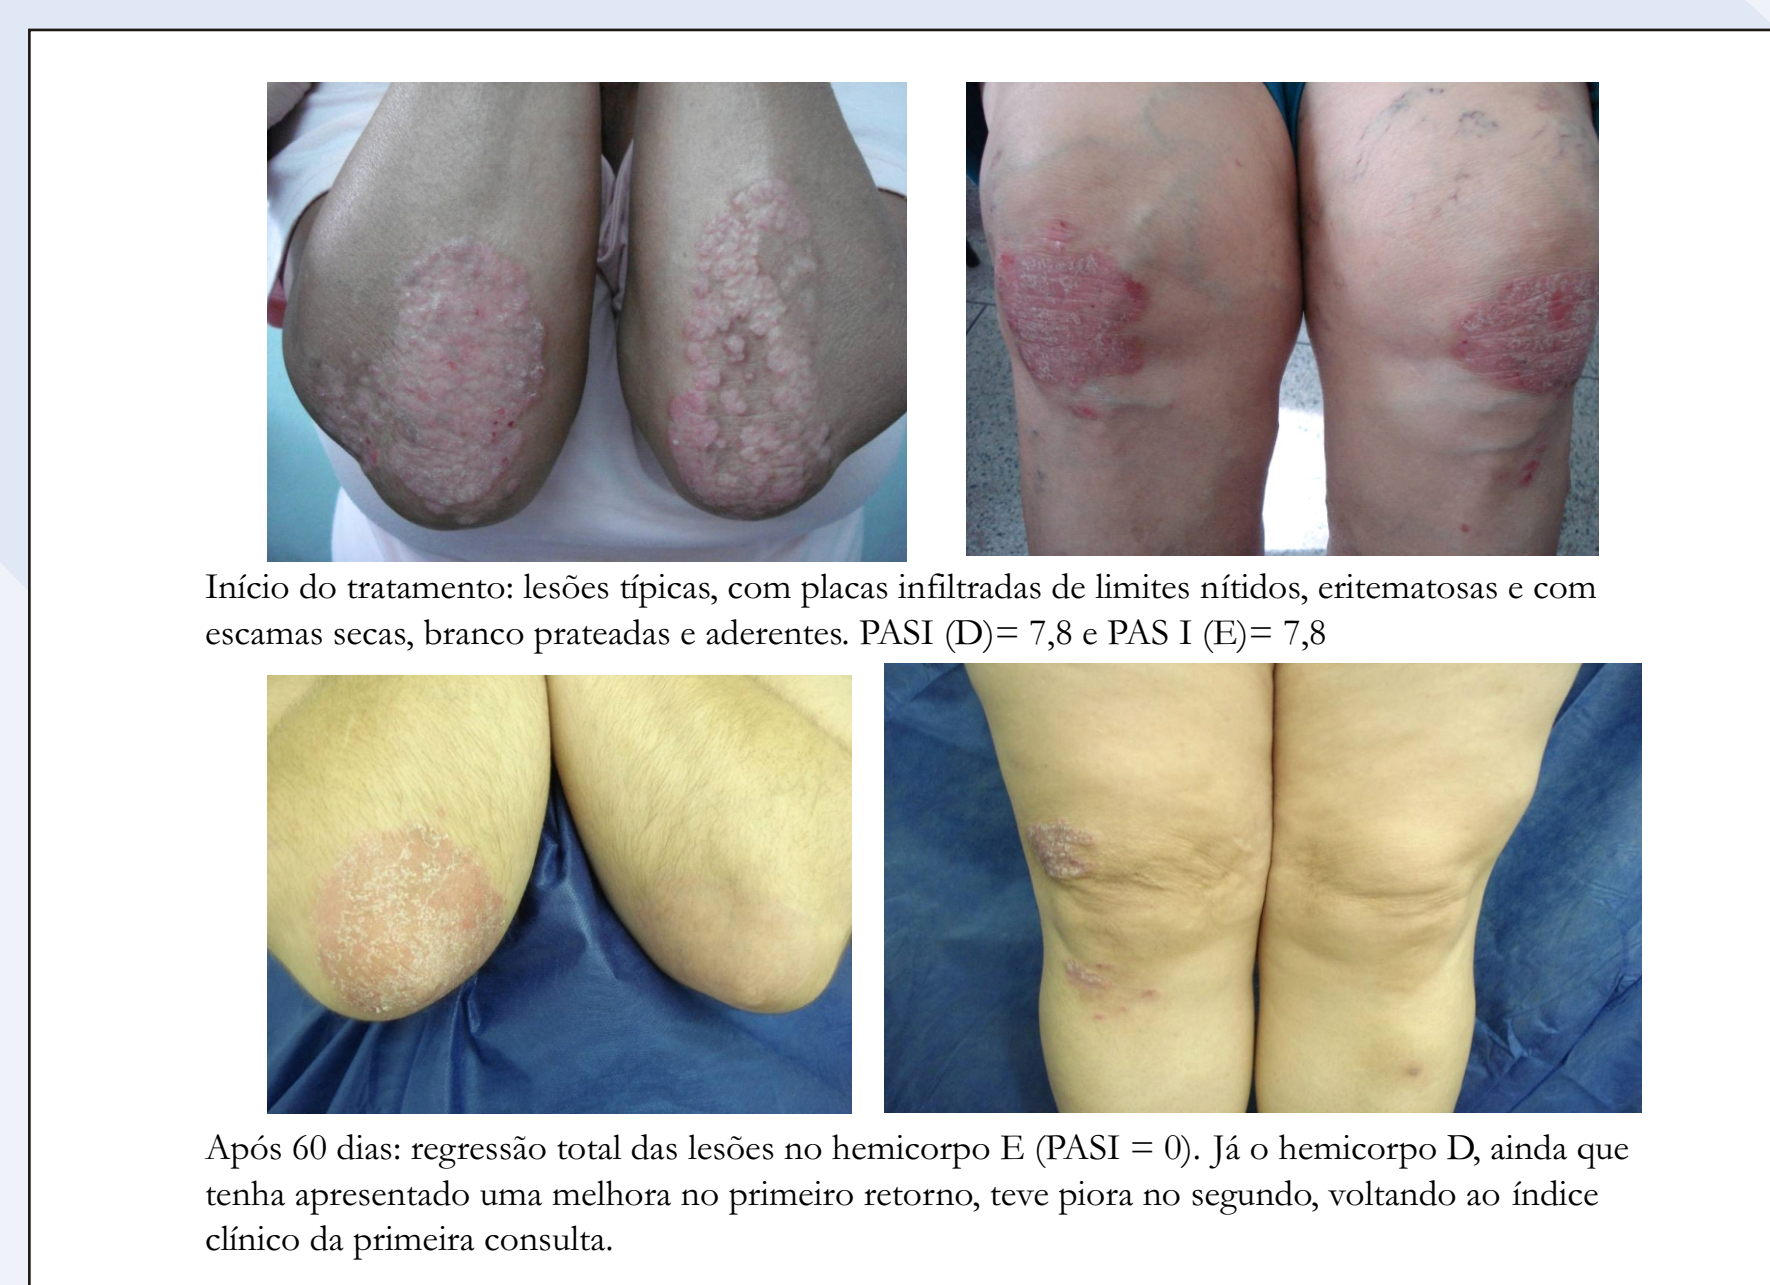 Início do tratamento: lesões típicas, com placas infiltradas de limites nítidos, eritematosas e com
escamas secas, branco prateadas e aderentes. PASI (D)= 7,8 e PAS I (E)= 7,8
Após 60 dias: regressão total das lesões no hemicorpo E (PASI = 0). Já o hemicorpo D, ainda que
tenha apresentado uma melhora no primeiro retorno, teve piora no segundo, voltando ao índice
clínico da primeira consulta.